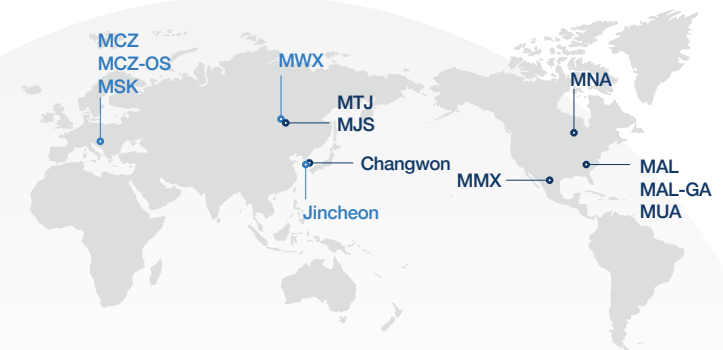 MCZ
MCZ-OS
MSK
MWX
MTJ
MJS
Changwon
Jincheon
MNA
MMX
MAL
MAL-GA
MUA